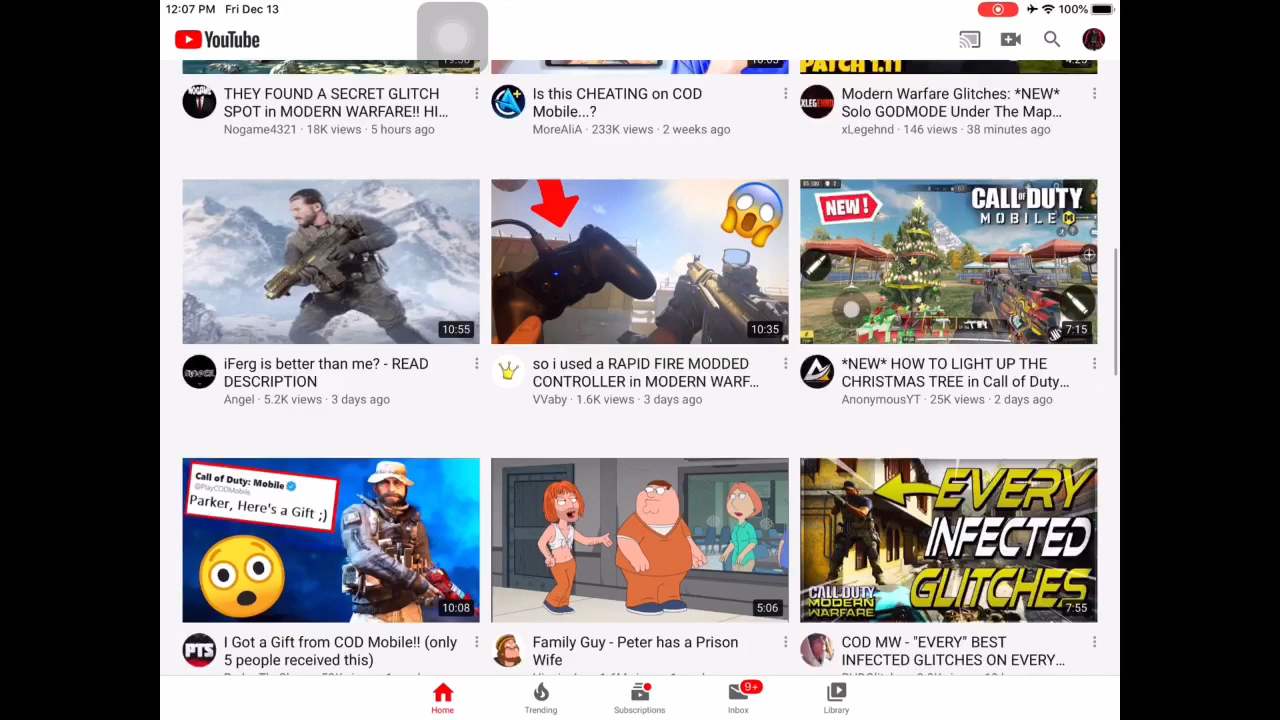 12:07 PM Fri Dec 13
100%
YouTube
10:03
4:23
PATCH 1.11
THEY FOUND A SECRET GLITCH
SPOT in MODERN WARFARE!! HI...
Nogame4321 · 18K views · 5 hours ago
Is this CHEATING on COD
Mobile...?
MoreAliA · 233K views · 2 weeks ago
XLEGEHND
Modern Warfare Glitches: *NEW*
Solo GODMODE Under The Map...
xLegehnd · 146 views · 38 minutes ago
10:55
10:35
NEW!
CALL OF DUTY
MOBILE
7:15
iFerg is better than me? - READ
DESCRIPTION
Angel · 5.2K views · 3 days ago
so i used a RAPID FIRE MODDED
CONTROLLER in MODERN WARF...
VVaby · 1.6K views · 3 days ago
*NEW* HOW TO LIGHT UP THE
CHRISTMAS TREE in Call of Duty...
AnonymousYT · 25K views · 2 days ago
Call of Duty: Mobile
@PlayCODMobile
Parker, Here's a Gift ;)
10:08
5:06
EVERY
INFECTED
GLITCHES
CALL·DUTY
MODERN
WARFARE
7:55
PTS
I Got a Gift from COD Mobile!! (only
5 people received this)
Family Guy - Peter has a Prison
Wife
COD MW - "EVERY" BEST
INFECTED GLITCHES ON EVERY...
9+
Home
Trending
Subscriptions
Inbox
Library